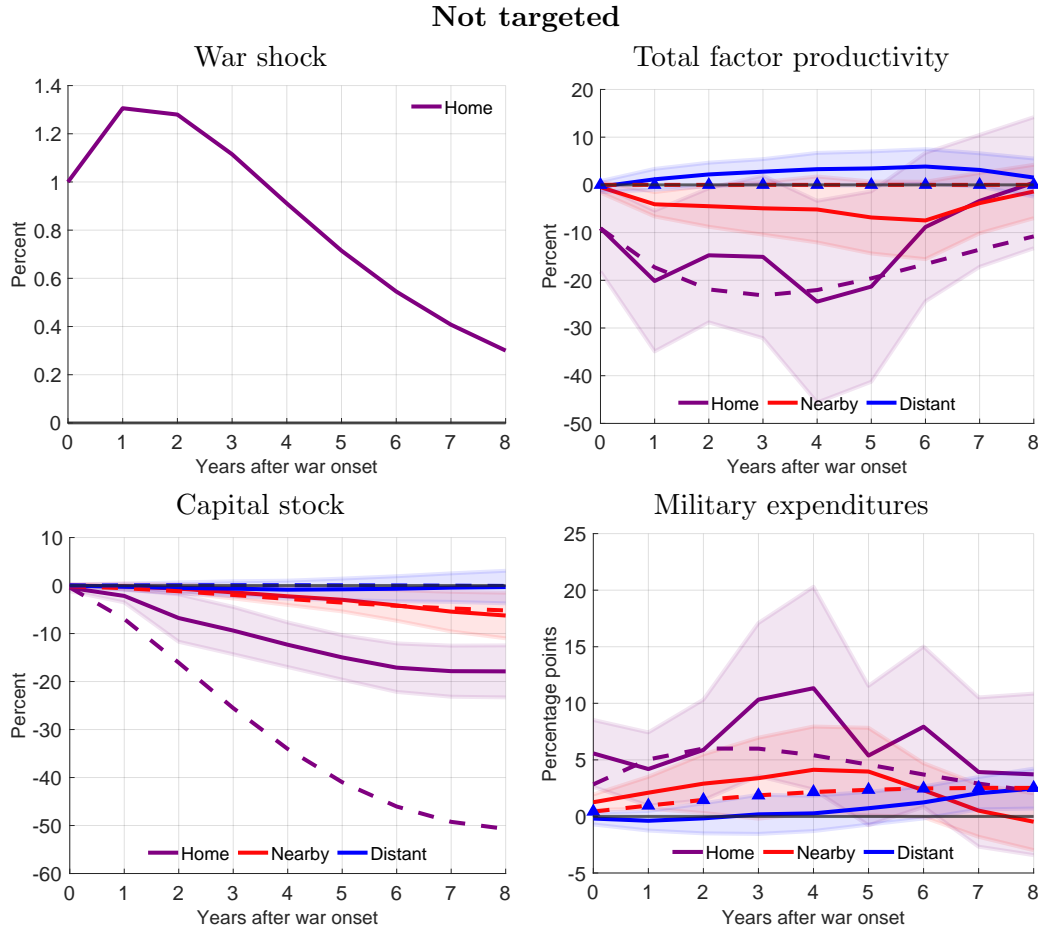 Not targeted
War shock
Percent
1.4
1.2
1
0.8
0.6
0.4
0.2
0
Home
0 1 2 3 4 5 6 7 8
Years after war onset
Total factor productivity
Percent
20
10
0
-10
-20
-30
-40
-50
Home Nearby Distant
0 1 2 3 4 5 6 7 8
Years after war onset
Capital stock
Percent
10
0
-10
-20
-30
-40
-50
-60
Home Nearby Distant
0 1 2 3 4 5 6 7 8
Years after war onset
Military expenditures
Percentage points
25
20
15
10
5
0
-5
Home Nearby Distant
0 1 2 3 4 5 6 7 8
Years after war onset